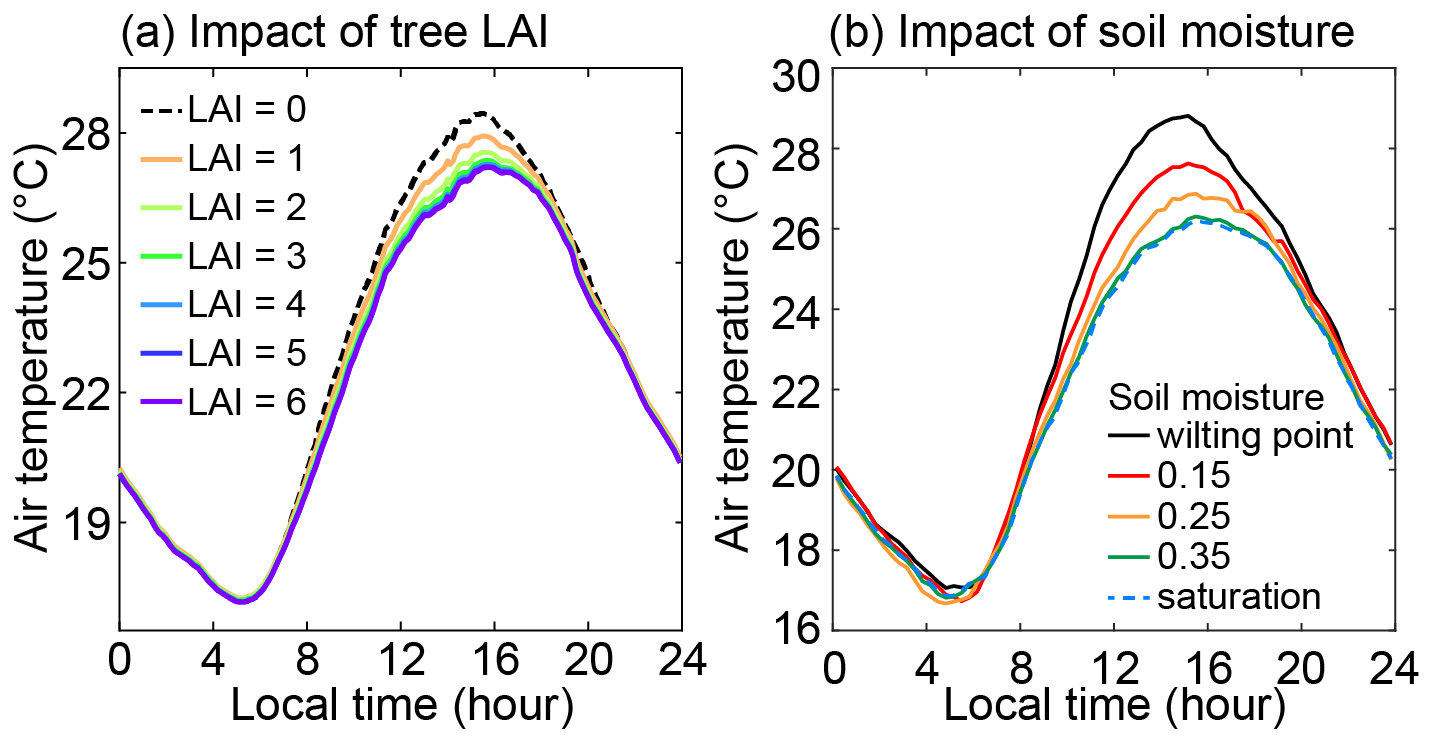 (a) Impact of tree LAI
Air temperature (°C)
28
25
22
19
LAI = 0
LAI = 1
LAI = 2
LAI = 3
LAI = 4
LAI = 5
LAI = 6
0 4 8 12 16 20 24
Local time (hour)
(b) Impact of soil moisture
Air temperature (°C)
30
28
26
24
22
20
18
16
Soil moisture
wilting point
0.15
0.25
0.35
saturation
0 4 8 12 16 20 24
Local time (hour)